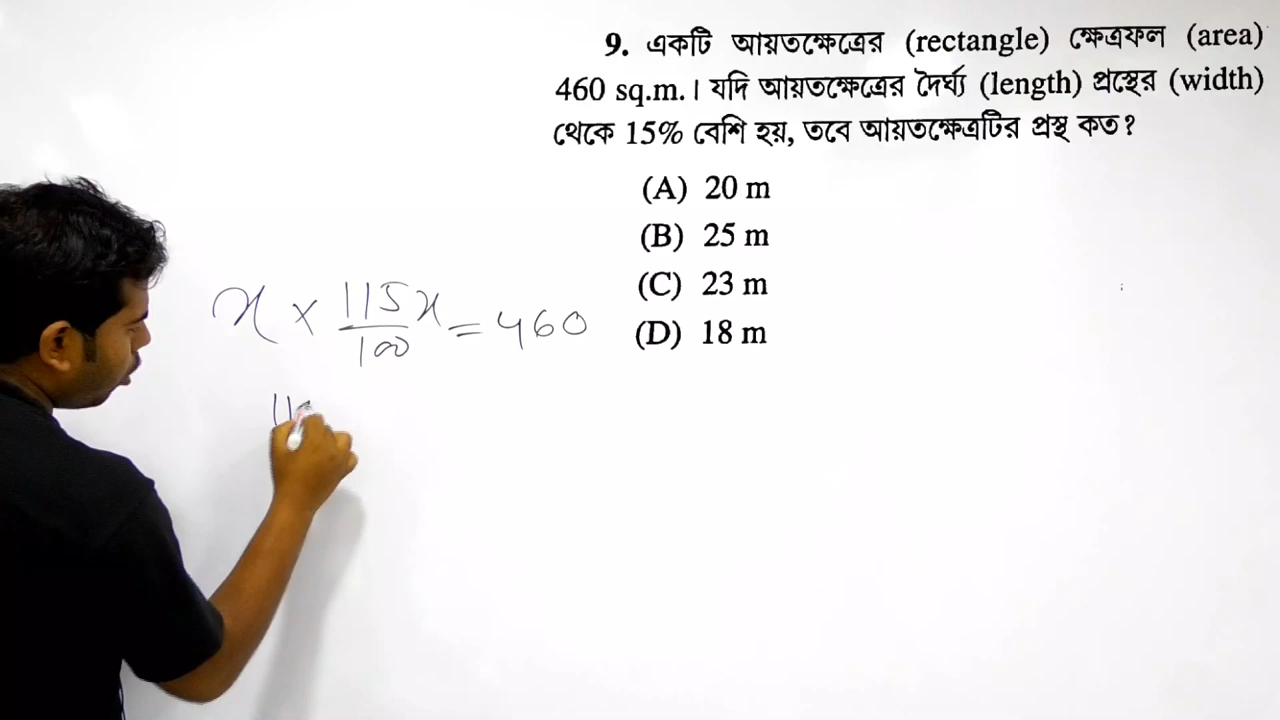 9. একটি আয়তক্ষেত্রের (rectangle) ক্ষেত্রফল (area)
460 sq.m.। যদি আয়তক্ষেত্রের দৈর্ঘ্য (length) প্রস্থের (width)
থেকে 15% বেশি হয়, তবে আয়তক্ষেত্রটির প্রস্থ কত?
(A) 20 m
(B) 25 m
(C) 23 m
(D) 18 m
x × 115x/100 = 460
11